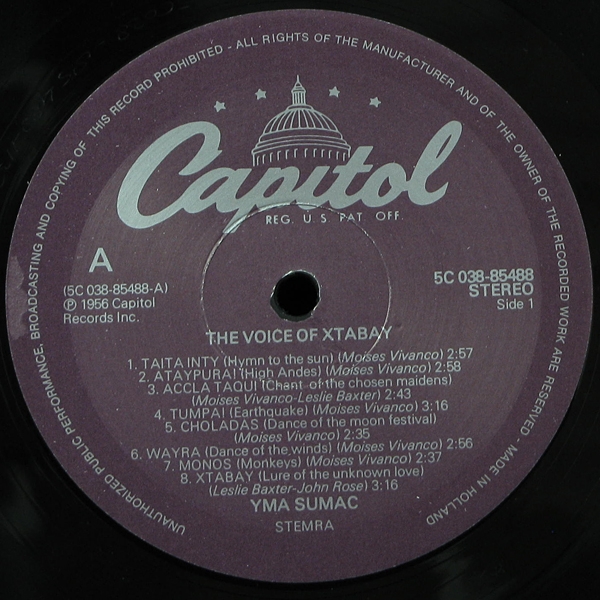 UNAUTHORIZED PUBLIC PERFORMANCE, BROADCASTING AND COPYING OF THIS RECORD PROHIBITED - ALL RIGHTS OF THE MANUFACTURER AND OF THE OWNER OF THE RECORDED WORK ARE RESERVED - MADE IN HOLLAND
Capitol
REG. U.S. PAT. OFF.
A
(5C 038-85488-A)
℗ 1956 Capitol
Records Inc.
5C 038-85488
STEREO
Side 1
THE VOICE OF XTABAY
1. TAITA INTY (Hymn to the sun) (Moises Vivanco) 2:57
2. ATAYPURA! (High Andes) (Moises Vivanco) 2:58
3. ACCLA TAQUI (Chant of the chosen maidens)
(Moises Vivanco-Leslie Baxter) 2:43
4. TUMPA! (Earthquake) (Moises Vivanco) 3:16
5. CHOLADAS (Dance of the moon festival)
(Moises Vivanco) 2:35
6. WAYRA (Dance of the winds) (Moises Vivanco) 2:56
7. MONOS (Monkeys) (Moises Vivanco) 2:37
8. XTABAY (Lure of the unknown love)
(Leslie Baxter-John Rose) 3:16
YMA SUMAC
STEMRA